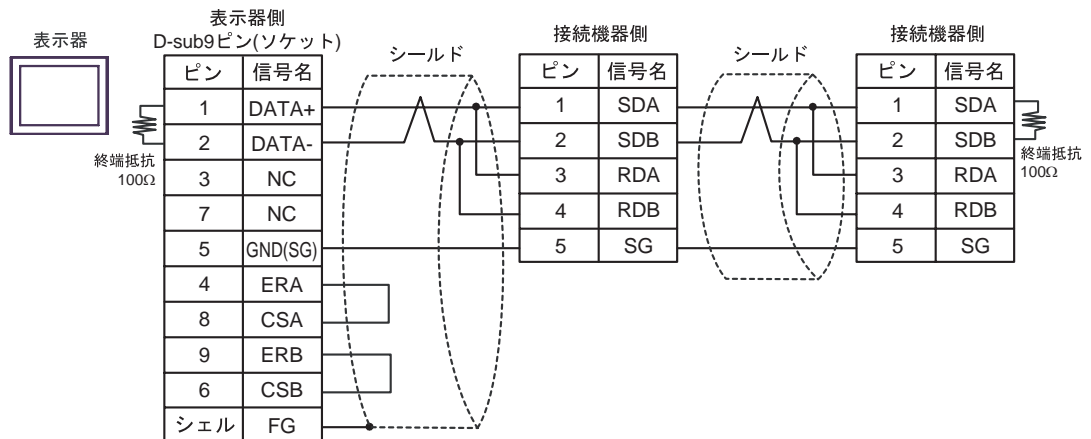 表示器
表示器側
D-sub9ピン(ソケット)
ピン 信号名
1 DATA+
2 DATA-
3 NC
7 NC
5 GND(SG)
4 ERA
8 CSA
9 ERB
6 CSB
シェル FG
終端抵抗
100Ω
シールド
接続機器側
ピン 信号名
1 SDA
2 SDB
3 RDA
4 RDB
5 SG
シールド
接続機器側
ピン 信号名
1 SDA
2 SDB
3 RDA
4 RDB
5 SG
終端抵抗
100Ω